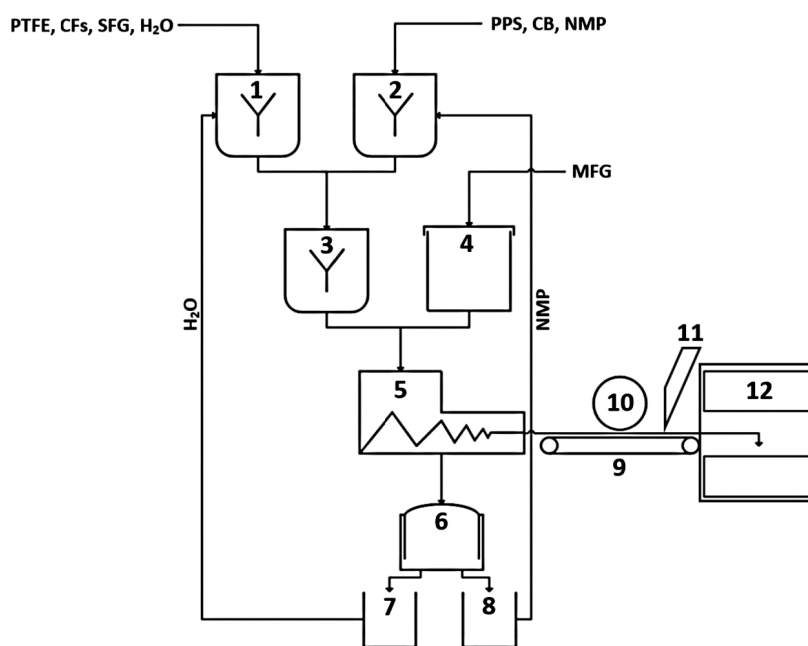 PTFE, CFs, SFG, H₂O
PPS, CB, NMP
1
2
MFG
3
4
H₂O
NMP
5
11
10
12
9
6
7
8